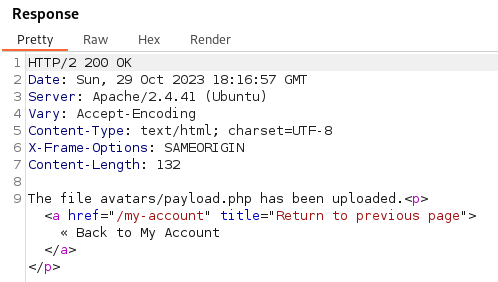 Response
Pretty Raw Hex Render
1 HTTP/2 200 OK
2 Date: Sun, 29 Oct 2023 18:16:57 GMT
3 Server: Apache/2.4.41 (Ubuntu)
4 Vary: Accept-Encoding
5 Content-Type: text/html; charset=UTF-8
6 X-Frame-Options: SAMEORIGIN
7 Content-Length: 132
8
9 The file avatars/payload.php has been uploaded.<p>
<a href="/my-account" title="Return to previous page">
« Back to My Account
</a>
</p>